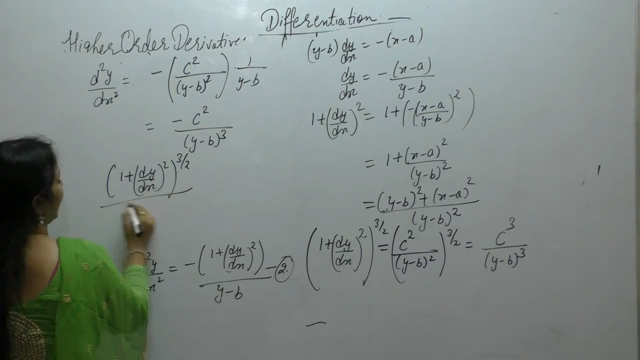 Differentiation:—
Higher Order Derivative.
d²y/dx² = -(c²/(y-b)²) 1/(y-b)
= -c²/(y-b)³
(1+(dy/dx)²)^3/2
= -(1+(dy/dx)²)/(y-b) — ②
(y-b) dy/dx = -(x-a)
dy/dx = -(x-a)/(y-b)
1+(dy/dx)² = 1+(-(x-a)/(y-b))²
= 1+(x-a)²/(y-b)²
= (y-b)²+(x-a)²/(y-b)²
(1+(dy/dx)²)^3/2 = (c²/(y-b)²)^3/2 = c³/(y-b)³